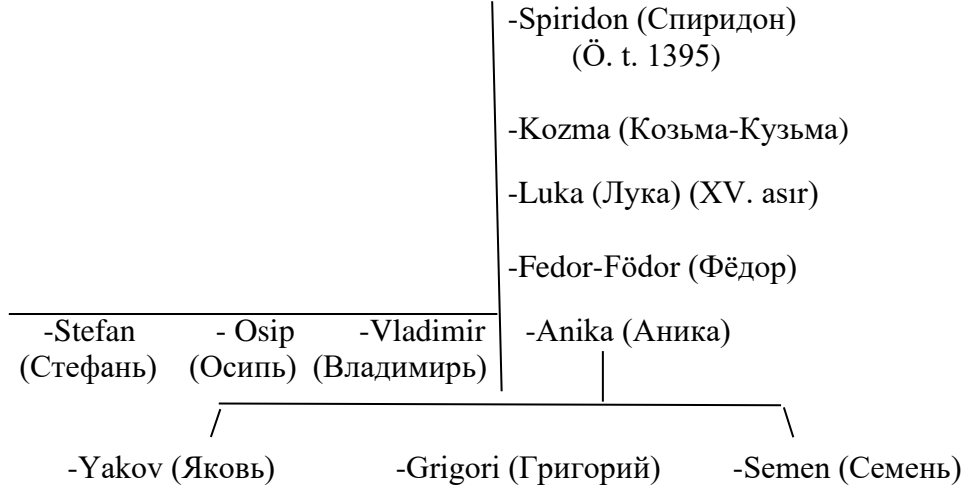 -Spiridon (Спиридон)
(Ö. t. 1395)
-Kozma (Козьма-Кузьма)
-Luka (Лука) (XV. asır)
-Fedor-Födor (Фёдор)
-Stefan - Osip -Vladimir -Anika (Аника)
(Стефань) (Осипь) (Владимирь)
-Yakov (Яковь) -Grigori (Григорий) -Semen (Семень)